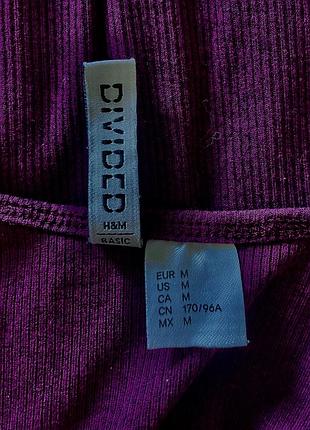 DIVIDED
H&M
BASIC
EUR M
US M
CA M
CN 170/96A
MX M